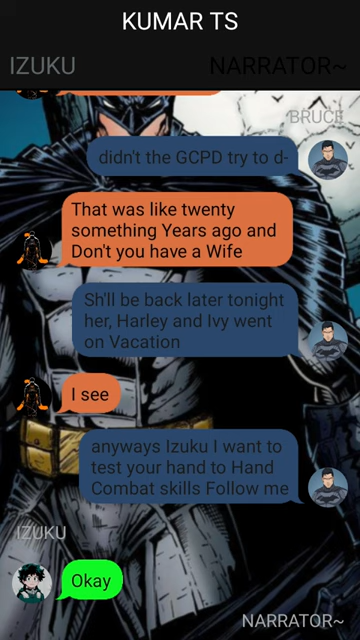 KUMAR TS
IZUKU
NARRATOR~
BRUCE
didn't the GCPD try to d-
That was like twenty
something Years ago and
Don't you have a Wife
Sh'll be back later tonight
her, Harley and Ivy went
on Vacation
I see
anyways Izuku I want to
test your hand to Hand
Combat skills Follow me
IZUKU
Okay
NARRATOR~